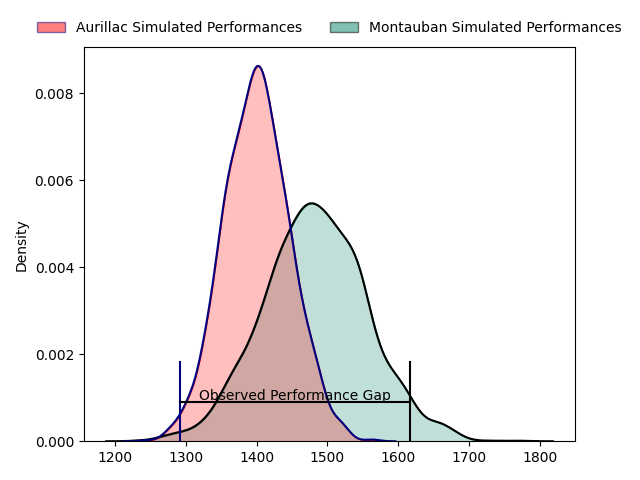 Aurillac Simulated Performances Montauban Simulated Performances
0.008
0.006
0.004
0.002
0.000
Density
Observed Performance Gap
1200 1300 1400 1500 1600 1700 1800